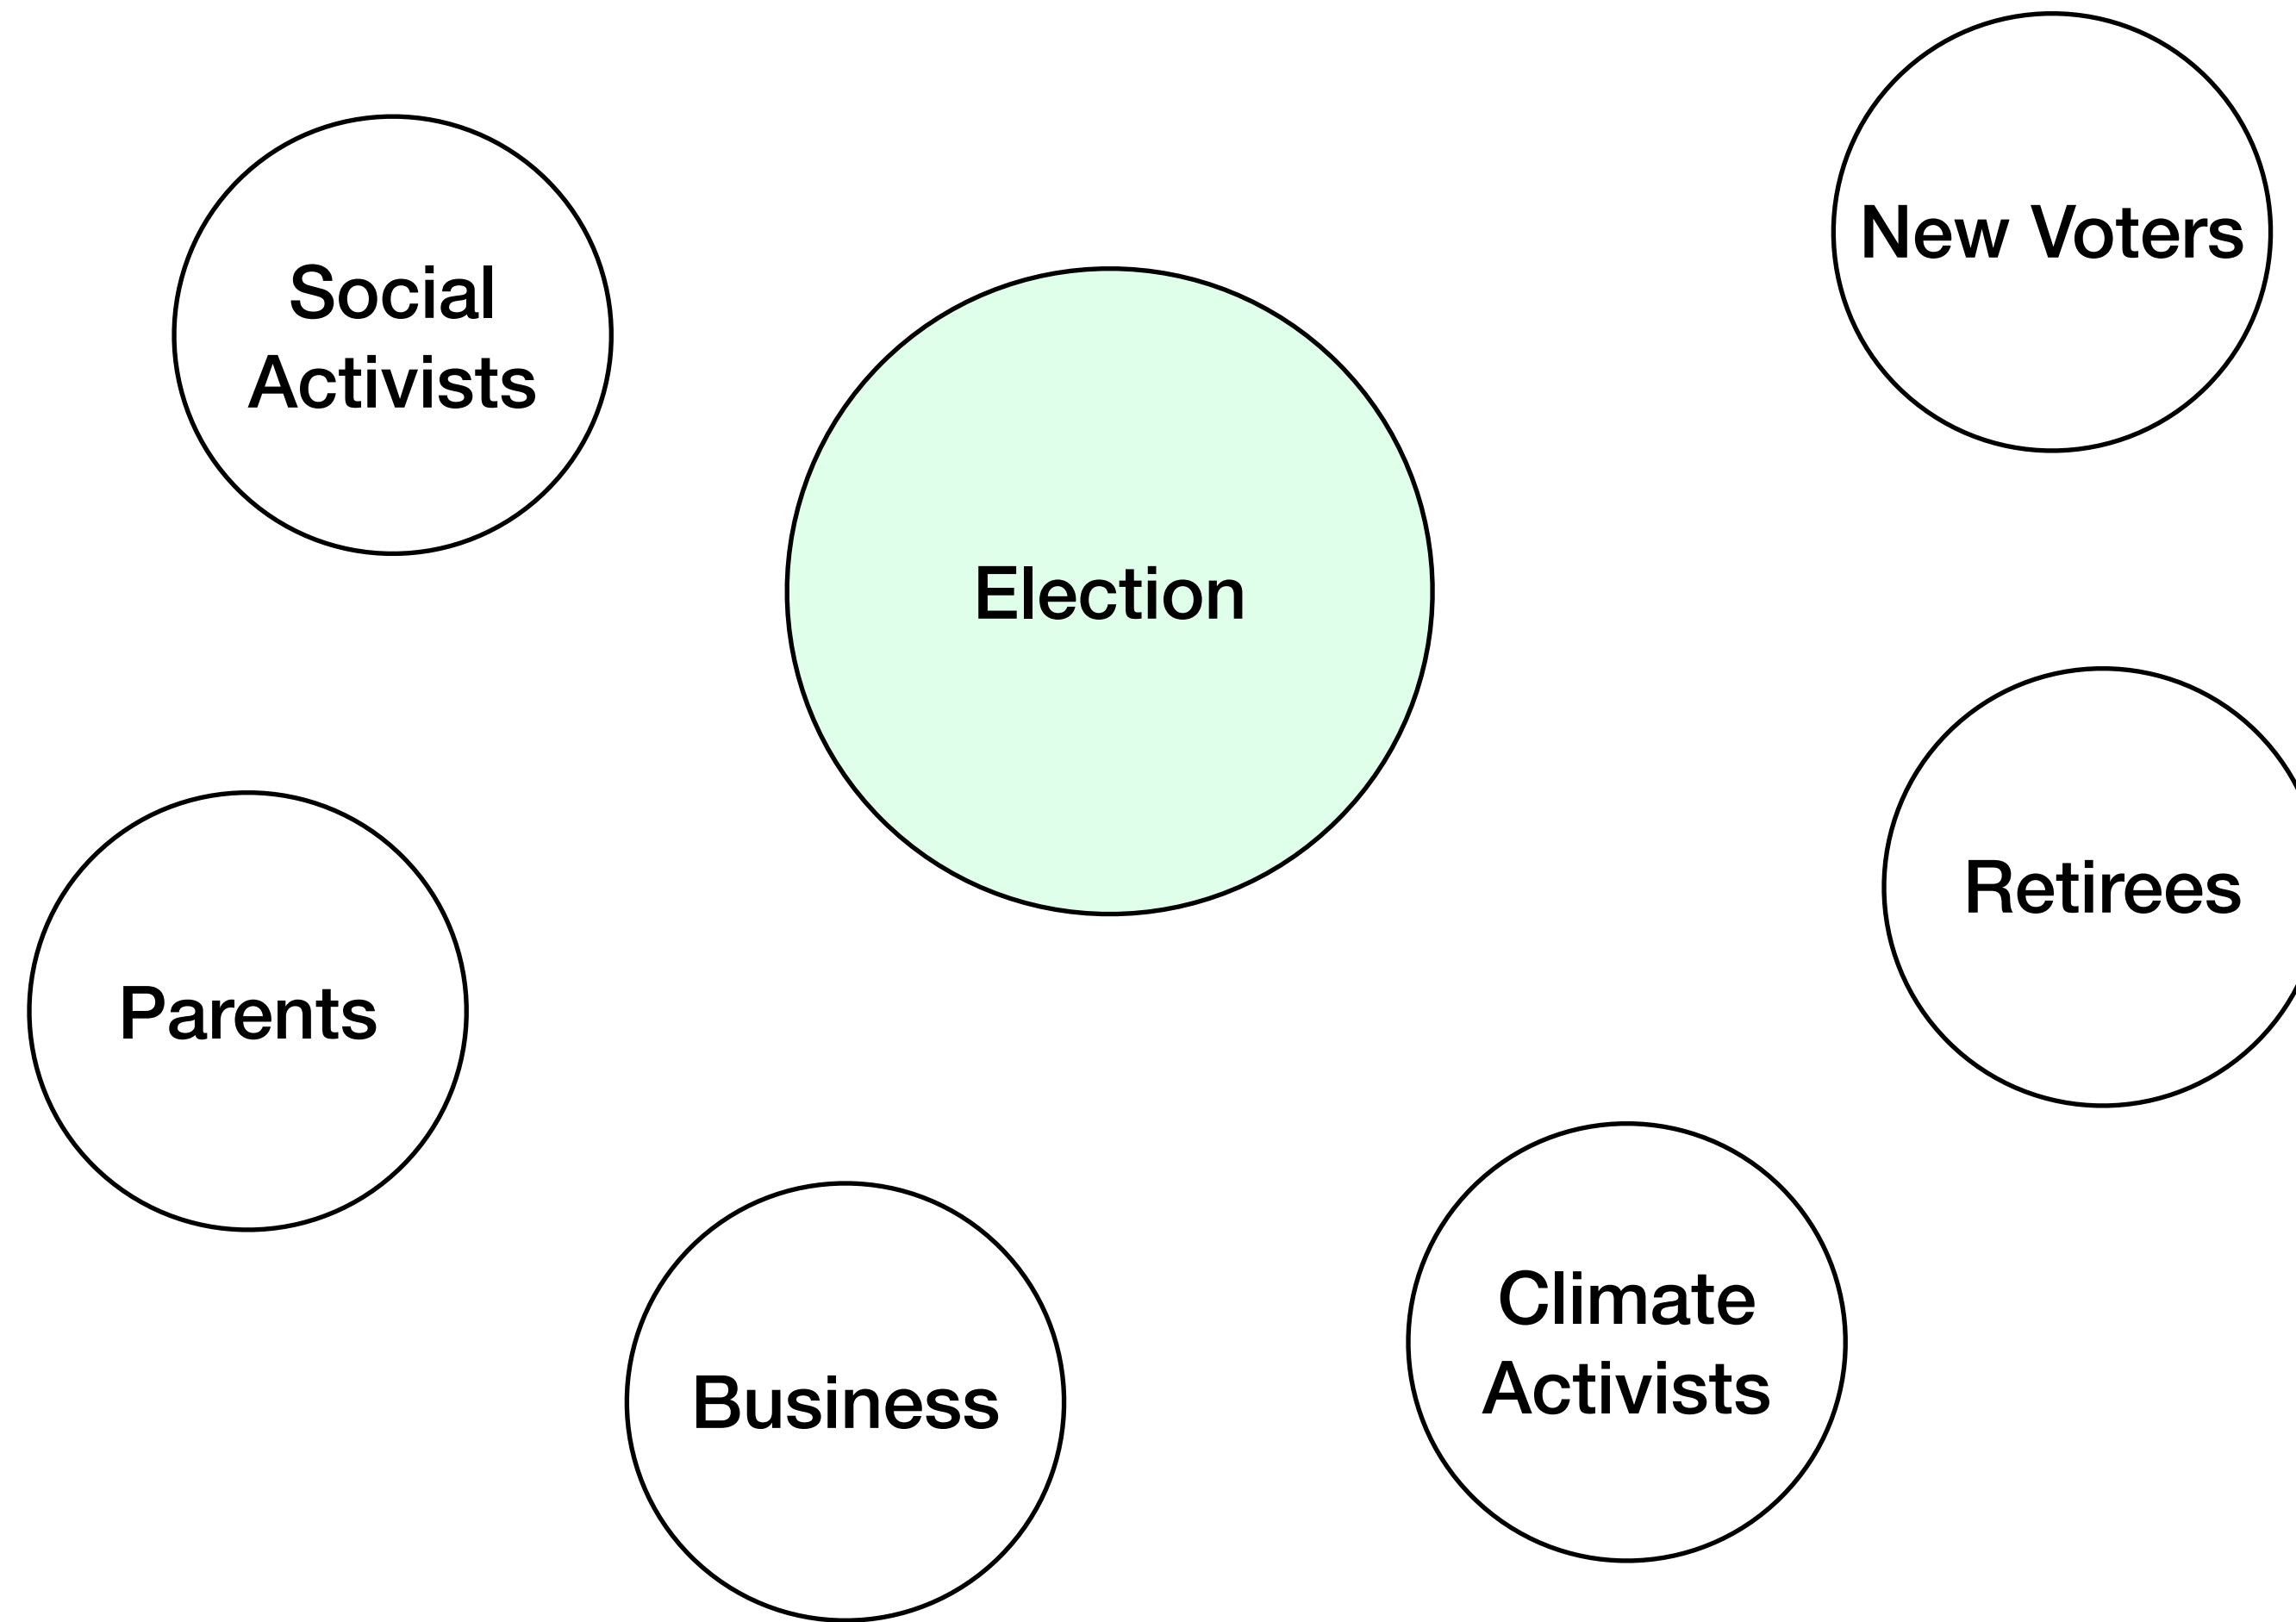 New Voters
Social
Activists
Election
Retirees
Parents
Climate
Activists
Business